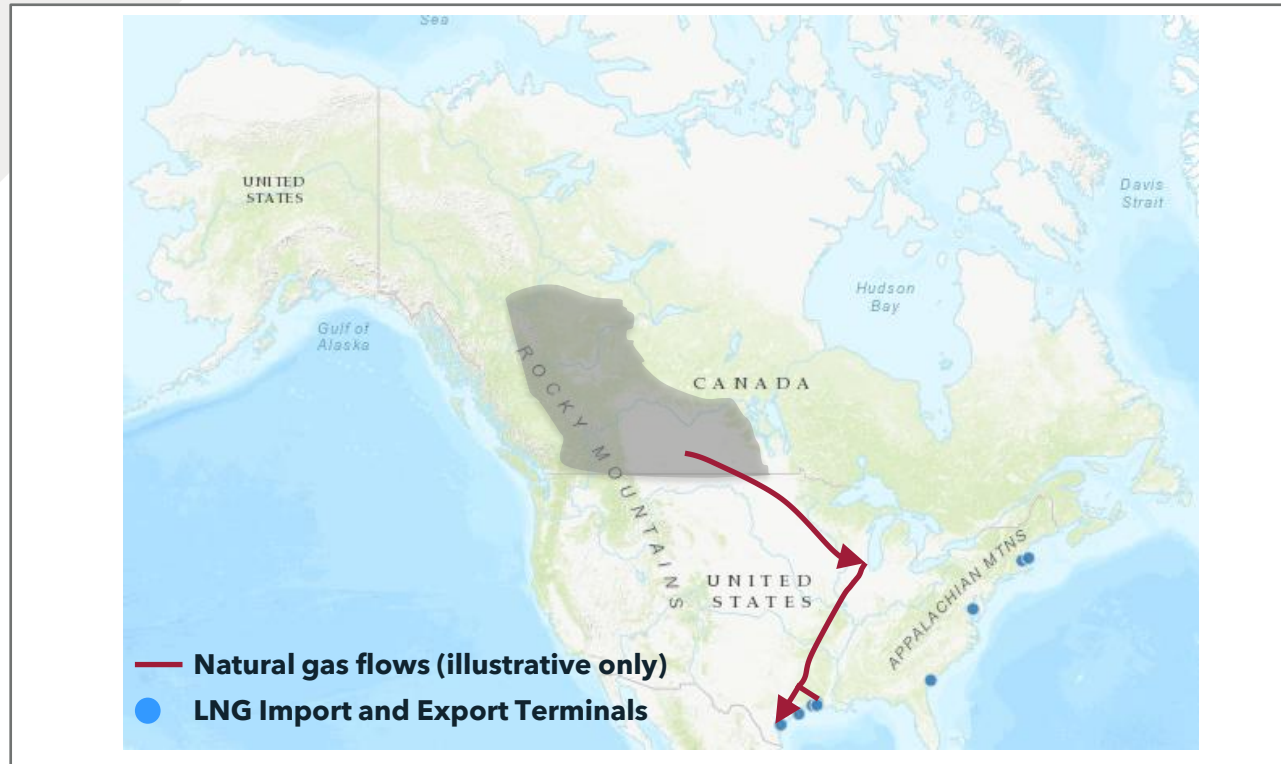 Sea
UNITED
STATES
Davis
Strait
Hudson
Bay
Gulf of
Alaska
ROCKY MOUNTAINS
CANADA
APPALACHIAN MTNS
UNITED
STATES
Natural gas flows (illustrative only)
LNG Import and Export Terminals